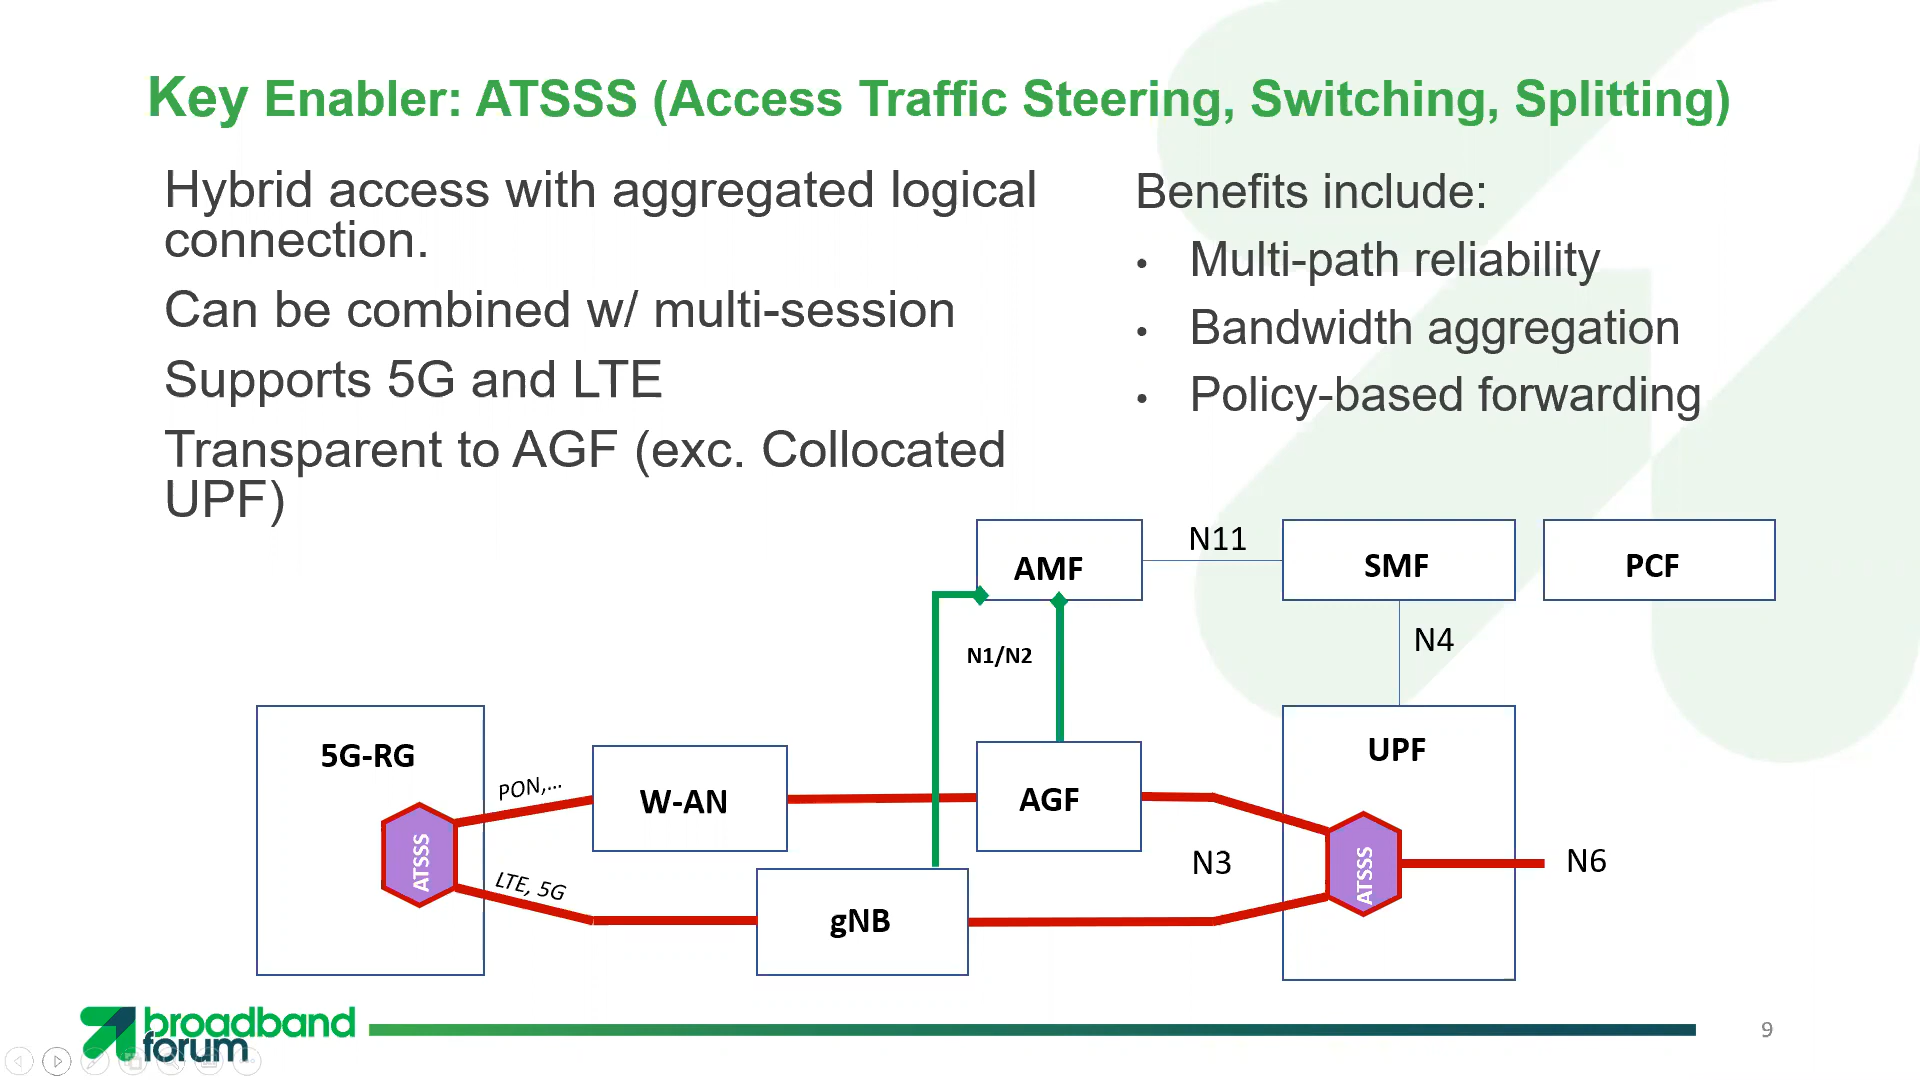 Key Enabler: ATSSS (Access Traffic Steering, Switching, Splitting)
Hybrid access with aggregated logical
connection.
Can be combined w/ multi-session
Supports 5G and LTE
Transparent to AGF (exc. Collocated
UPF)
Benefits include:
• Multi-path reliability
• Bandwidth aggregation
• Policy-based forwarding
AMF
N11
SMF
PCF
N1/N2
N4
5G-RG
PON,...
W-AN
AGF
UPF
ATSSS
LTE, 5G
gNB
N3
ATSSS
N6
broadband
forum
9